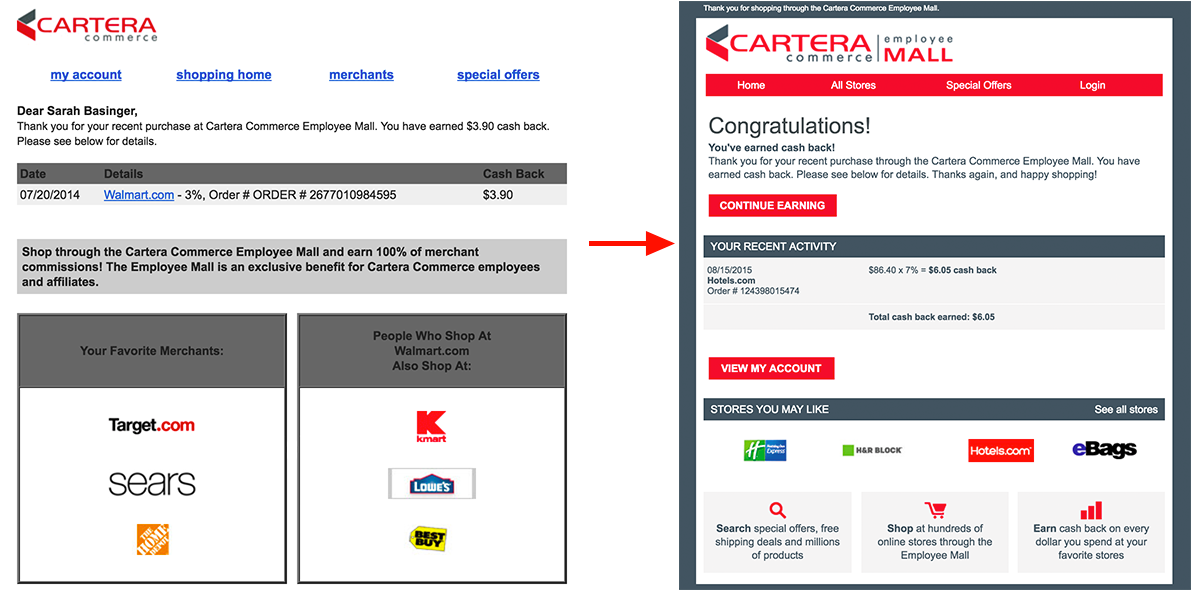 CARTERA
commerce
my account shopping home merchants special offers
Dear Sarah Basinger,
Thank you for your recent purchase at Cartera Commerce Employee Mall. You have earned $3.90 cash back.
Please see below for details.
Date Details Cash Back
07/20/2014 Walmart.com - 3%, Order # ORDER # 2677010984595 $3.90
Shop through the Cartera Commerce Employee Mall and earn 100% of merchant
commissions! The Employee Mall is an exclusive benefit for Cartera Commerce employees
and affiliates.
Your Favorite Merchants:
Target.com
sears
THE
HOME
DEPOT
People Who Shop At
Walmart.com
Also Shop At:
K
kmart
LOWE'S
BEST
BUY
Thank you for shopping through the Cartera Commerce Employee Mall.
CARTERA
commerce
employee
MALL
Home All Stores Special Offers Login
Congratulations!
You've earned cash back!
Thank you for your recent purchase through the Cartera Commerce Employee Mall. You have
earned cash back. Please see below for details. Thanks again, and happy shopping!
CONTINUE EARNING
YOUR RECENT ACTIVITY
08/15/2015 $86.40 x 7% = $6.05 cash back
Hotels.com
Order # 124398015474
Total cash back earned: $6.05
VIEW MY ACCOUNT
STORES YOU MAY LIKE See all stores
H Holiday Inn Express H&R BLOCK Hotels.com eBags
Search special offers, free
shipping deals and millions
of products
Shop at hundreds of
online stores through the
Employee Mall
Earn cash back on every
dollar you spend at your
favorite stores